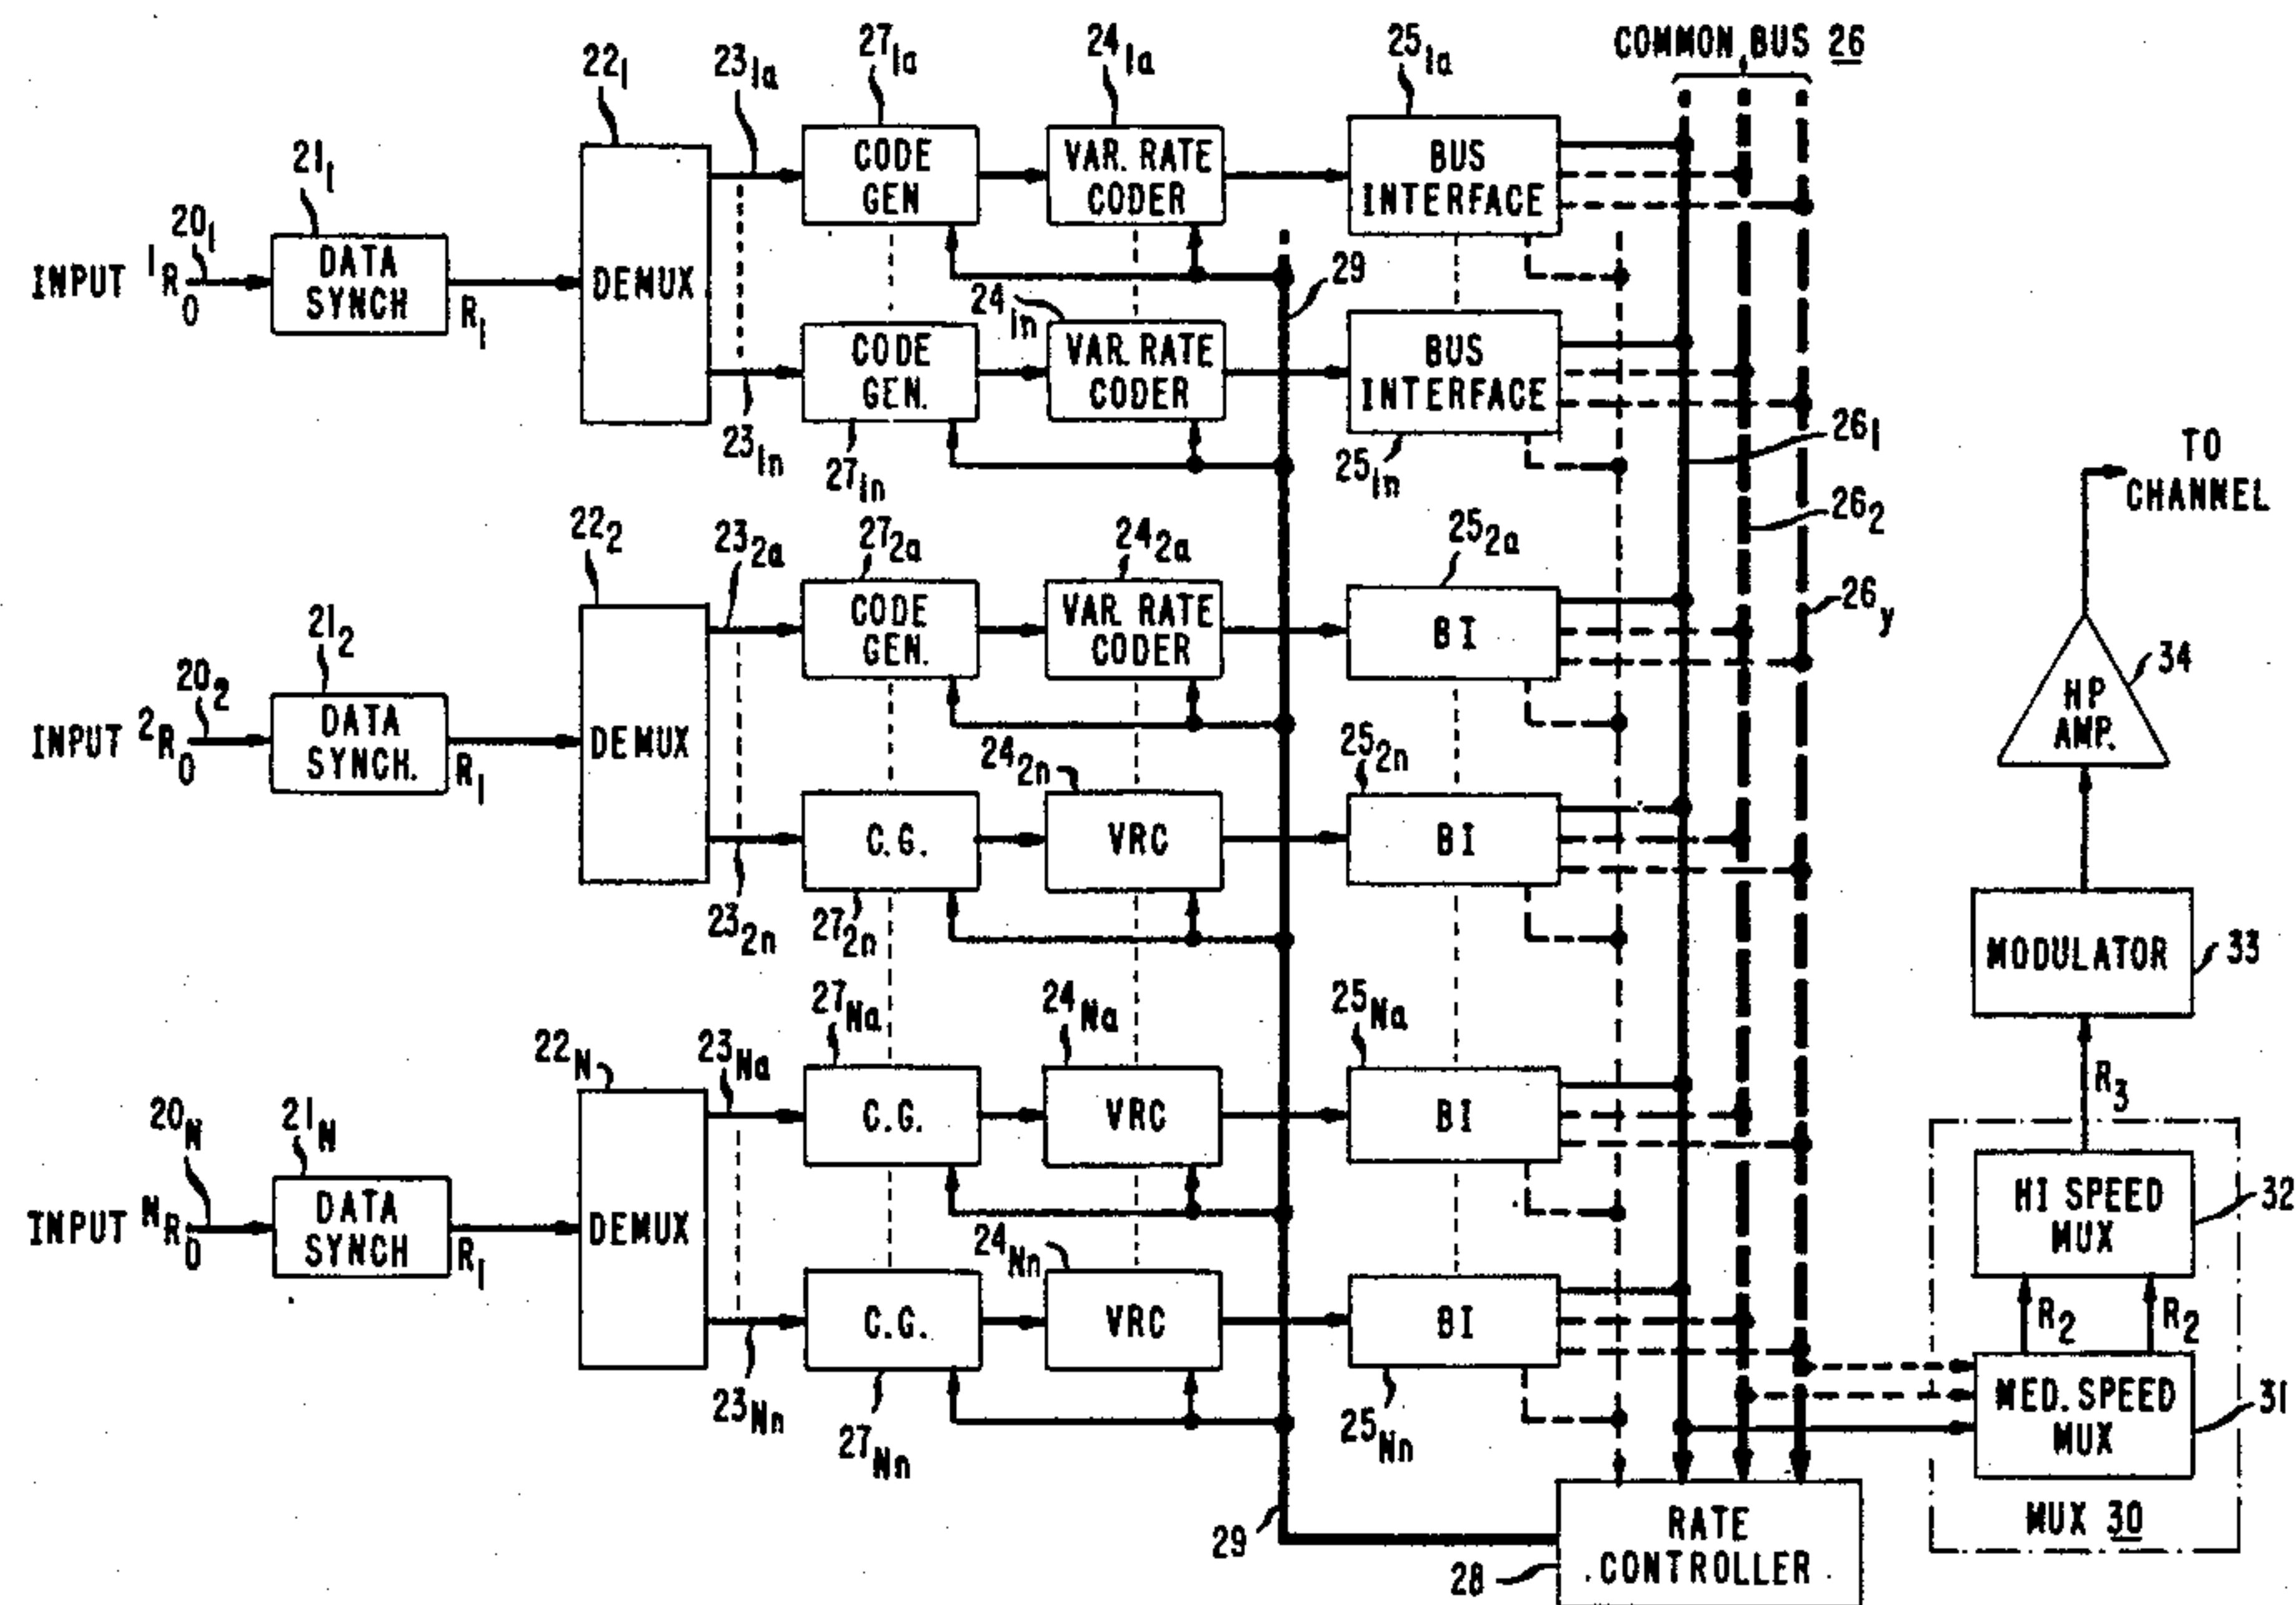 COMMON BUS 26
22₁
23₁a
27₁a
24₁a
25₁a
21₁
20₁
INPUT ¹R₀
DATA
SYNCH
R₁
DEMUX
CODE
GEN
VAR. RATE
CODER
BUS
INTERFACE
29
24₁n
CODE
GEN.
VAR. RATE
CODER
BUS
INTERFACE
23₁n
27₁n
25₁n
26₁
26₂
26y
TO
CHANNEL
22₂
23₂a
27₂a
24₂a
25₂a
21₂
20₂
INPUT ²R₀
DATA
SYNCH.
R₁
DEMUX
CODE
GEN.
VAR. RATE
CODER
BI
HP
AMP.
34
24₂n
25₂n
C.G.
VRC
BI
23₂n
27₂n
MODULATOR
33
22N
23Na
27Na
24Na
25Na
21N
20N
INPUT ᴺR₀
DATA
SYNCH
R₁
DEMUX
C.G.
VRC
BI
R₃
HI SPEED
MUX
32
24Nn
C.G.
VRC
BI
R₂
R₂
23Nn
27Nn
25Nn
MED. SPEED
MUX
31
MUX 30
29
28
RATE
CONTROLLER